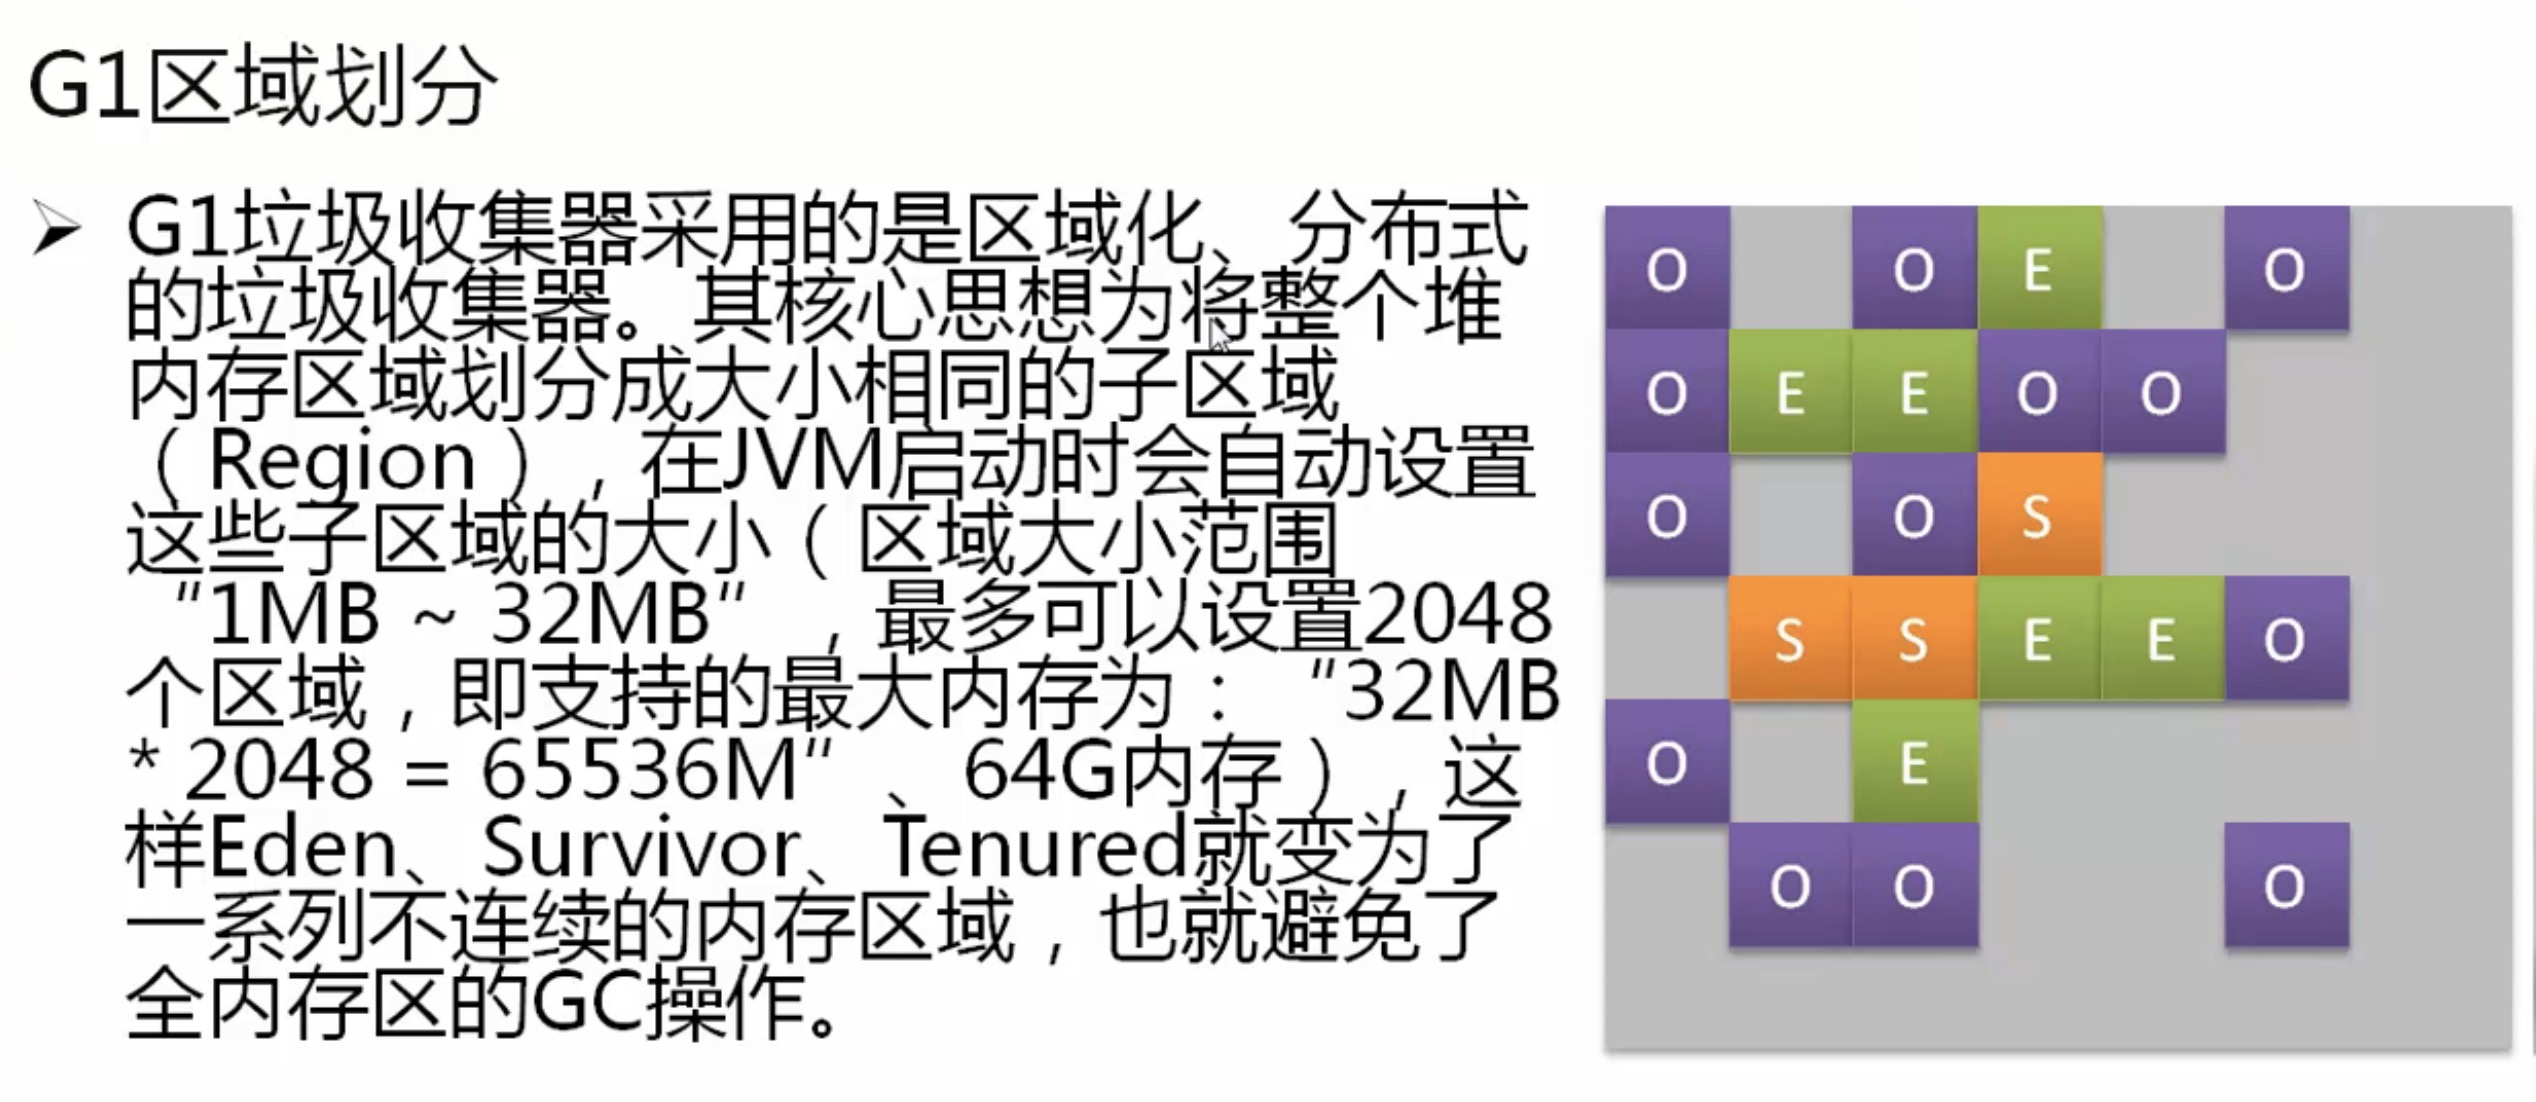 G1区域划分
G1垃圾收集器采用的是区域化、分布式
的垃圾收集器。其核心思想为将整个堆
内存区域划分成大小相同的子区域
（Region），在JVM启动时会自动设置
这些子区域的大小（区域大小范围
“1MB ~ 32MB”，最多可以设置2048
个区域，即支持的最大内存为：“32MB
* 2048 = 65536M”、64G内存），这
样Eden、Survivor、Tenured就变为了
一系列不连续的内存区域，也就避免了
全内存区的GC操作。
O O E O
O E E O O
O O S
S S E E O
O E
O O O